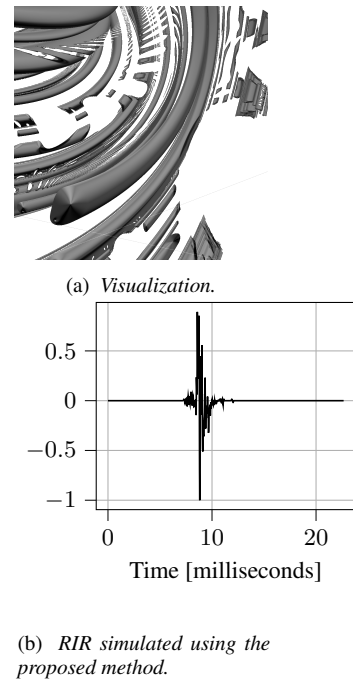 (a) Visualization.
0.5
0
−0.5
−1
0 10 20
Time [milliseconds]
(b) RIR simulated using the
proposed method.